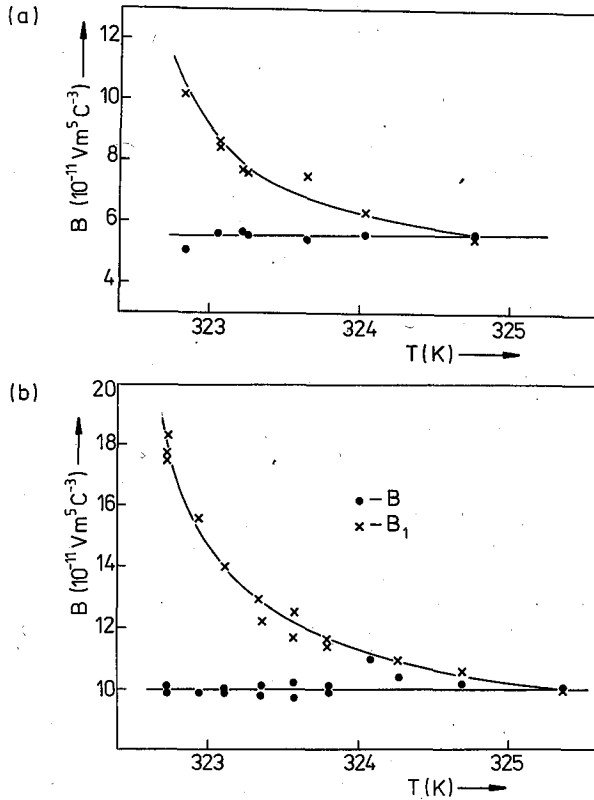 (a)
12
10
8
6
4
B (10⁻¹¹ Vm⁵C⁻³)
323
324
325
T(K)
(b)
20
18
16
14
12
10
B (10⁻¹¹ Vm⁵C⁻³)
• – B
× – B₁
323
324
325
T(K)